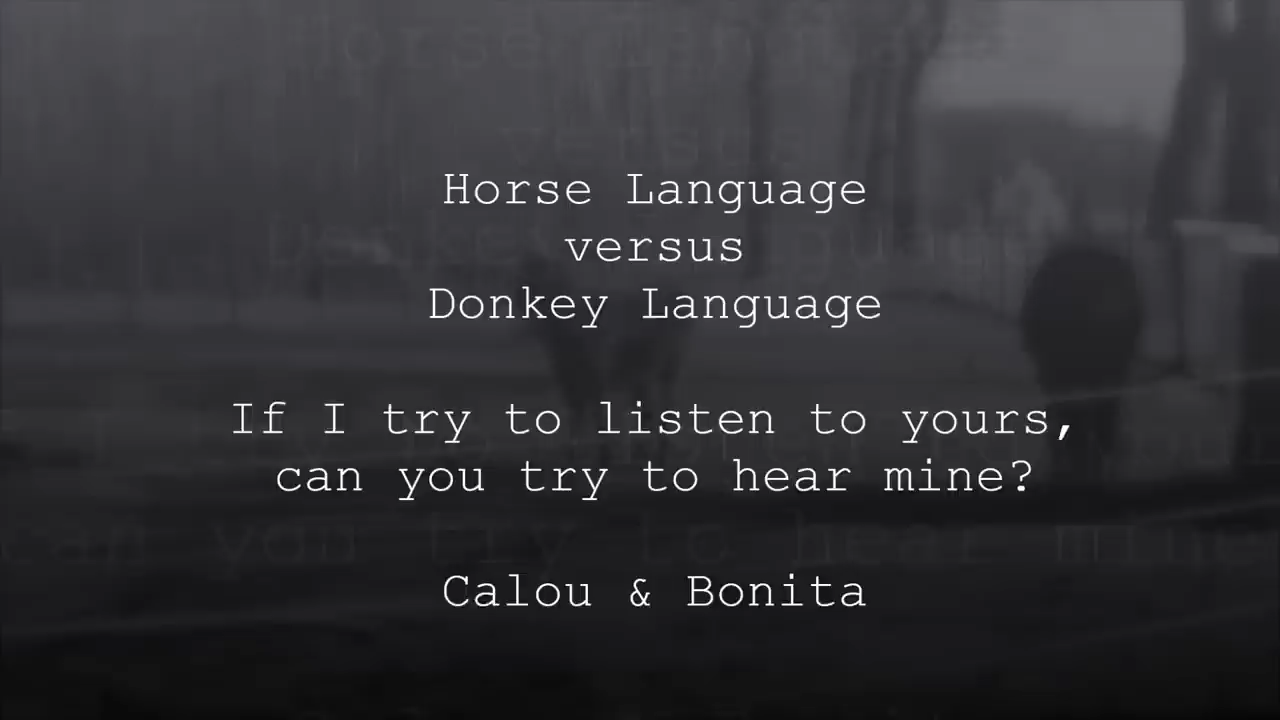 Horse Language
versus
Donkey Language
If I try to listen to yours,
can you try to hear mine?
Calou & Bonita